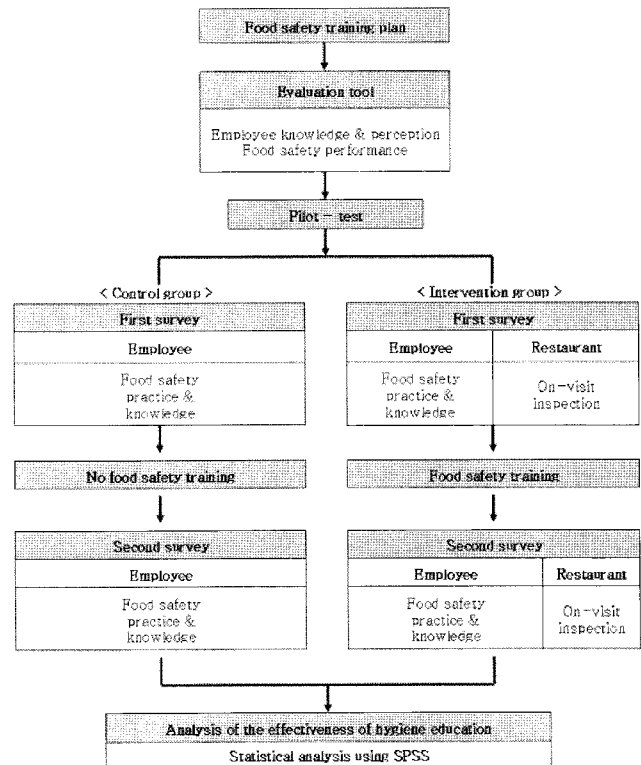 Food safety training plan
Evaluation tool
Employee knowledge & perception
Food safety performance
Pilot - test
< Control group >
First survey
Employee
Food safety
practice &
knowledge
No food safety training
Second survey
Employee
Food safety
practice &
knowledge
< Intervention group >
First survey
Employee
Restaurant
Food safety
practice &
knowledge
On-visit
inspection
Food safety training
Second survey
Employee
Restaurant
Food safety
practice &
knowledge
On-visit
inspection
Analysis of the effectiveness of hygiene education
Statistical analysis using SPSS